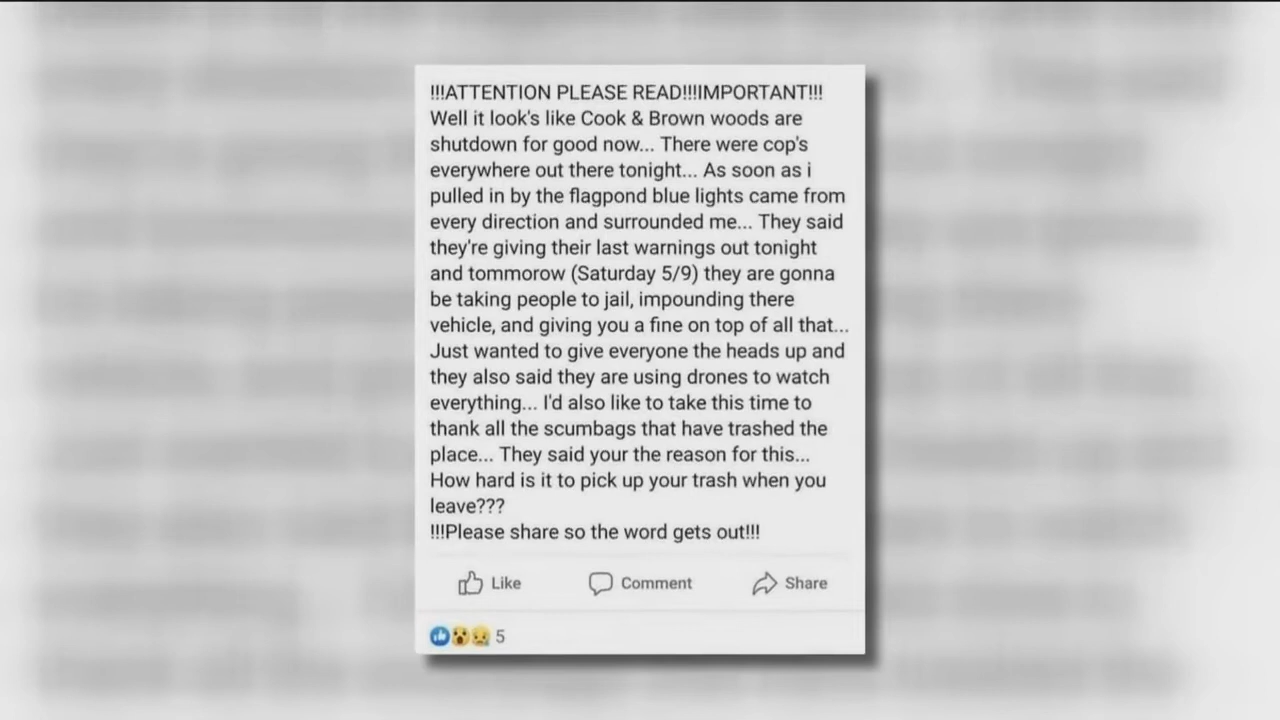 !!!ATTENTION PLEASE READ!!!IMPORTANT!!!
Well it look's like Cook & Brown woods are
shutdown for good now... There were cop's
everywhere out there tonight... As soon as i
pulled in by the flagpond blue lights came from
every direction and surrounded me... They said
they're giving their last warnings out tonight
and tommorow (Saturday 5/9) they are gonna
be taking people to jail, impounding there
vehicle, and giving you a fine on top of all that...
Just wanted to give everyone the heads up and
they also said they are using drones to watch
everything... I'd also like to take this time to
thank all the scumbags that have trashed the
place... They said your the reason for this...
How hard is it to pick up your trash when you
leave???
!!!Please share so the word gets out!!!
Like Comment Share
5